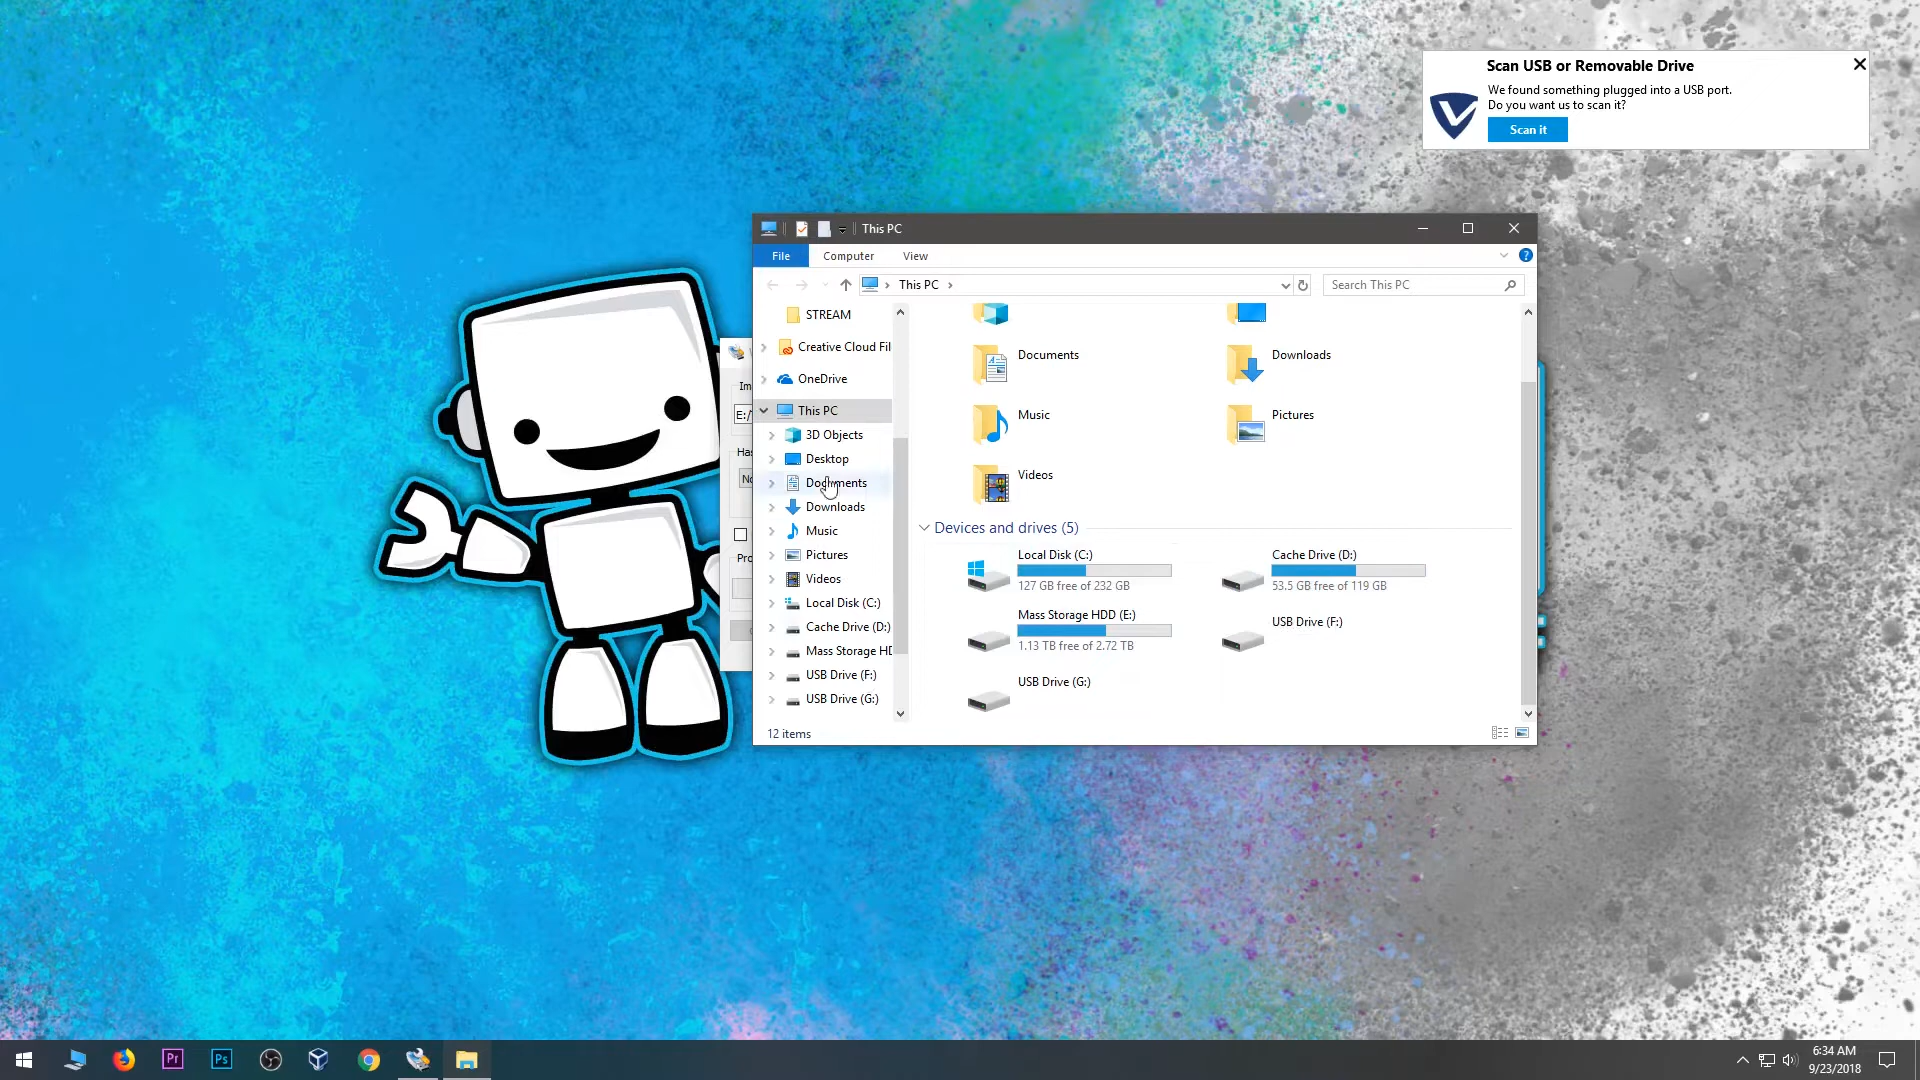 Scan USB or Removable Drive
We found something plugged into a USB port.
Do you want us to scan it?
Scan it
This PC
File
Computer
View
This PC
Search This PC
STREAM
Creative Cloud Fil
OneDrive
This PC
3D Objects
Desktop
Documents
Downloads
Music
Pictures
Videos
Local Disk (C:)
Cache Drive (D:)
Mass Storage HD
USB Drive (F:)
USB Drive (G:)
Documents
Downloads
Music
Pictures
Videos
Devices and drives (5)
Local Disk (C:)
127 GB free of 232 GB
Cache Drive (D:)
53.5 GB free of 119 GB
Mass Storage HDD (E:)
1.13 TB free of 2.72 TB
USB Drive (F:)
USB Drive (G:)
12 items
Im
E:/
Has
No
Pro
Pr
Ps
6:34 AM
9/23/2018